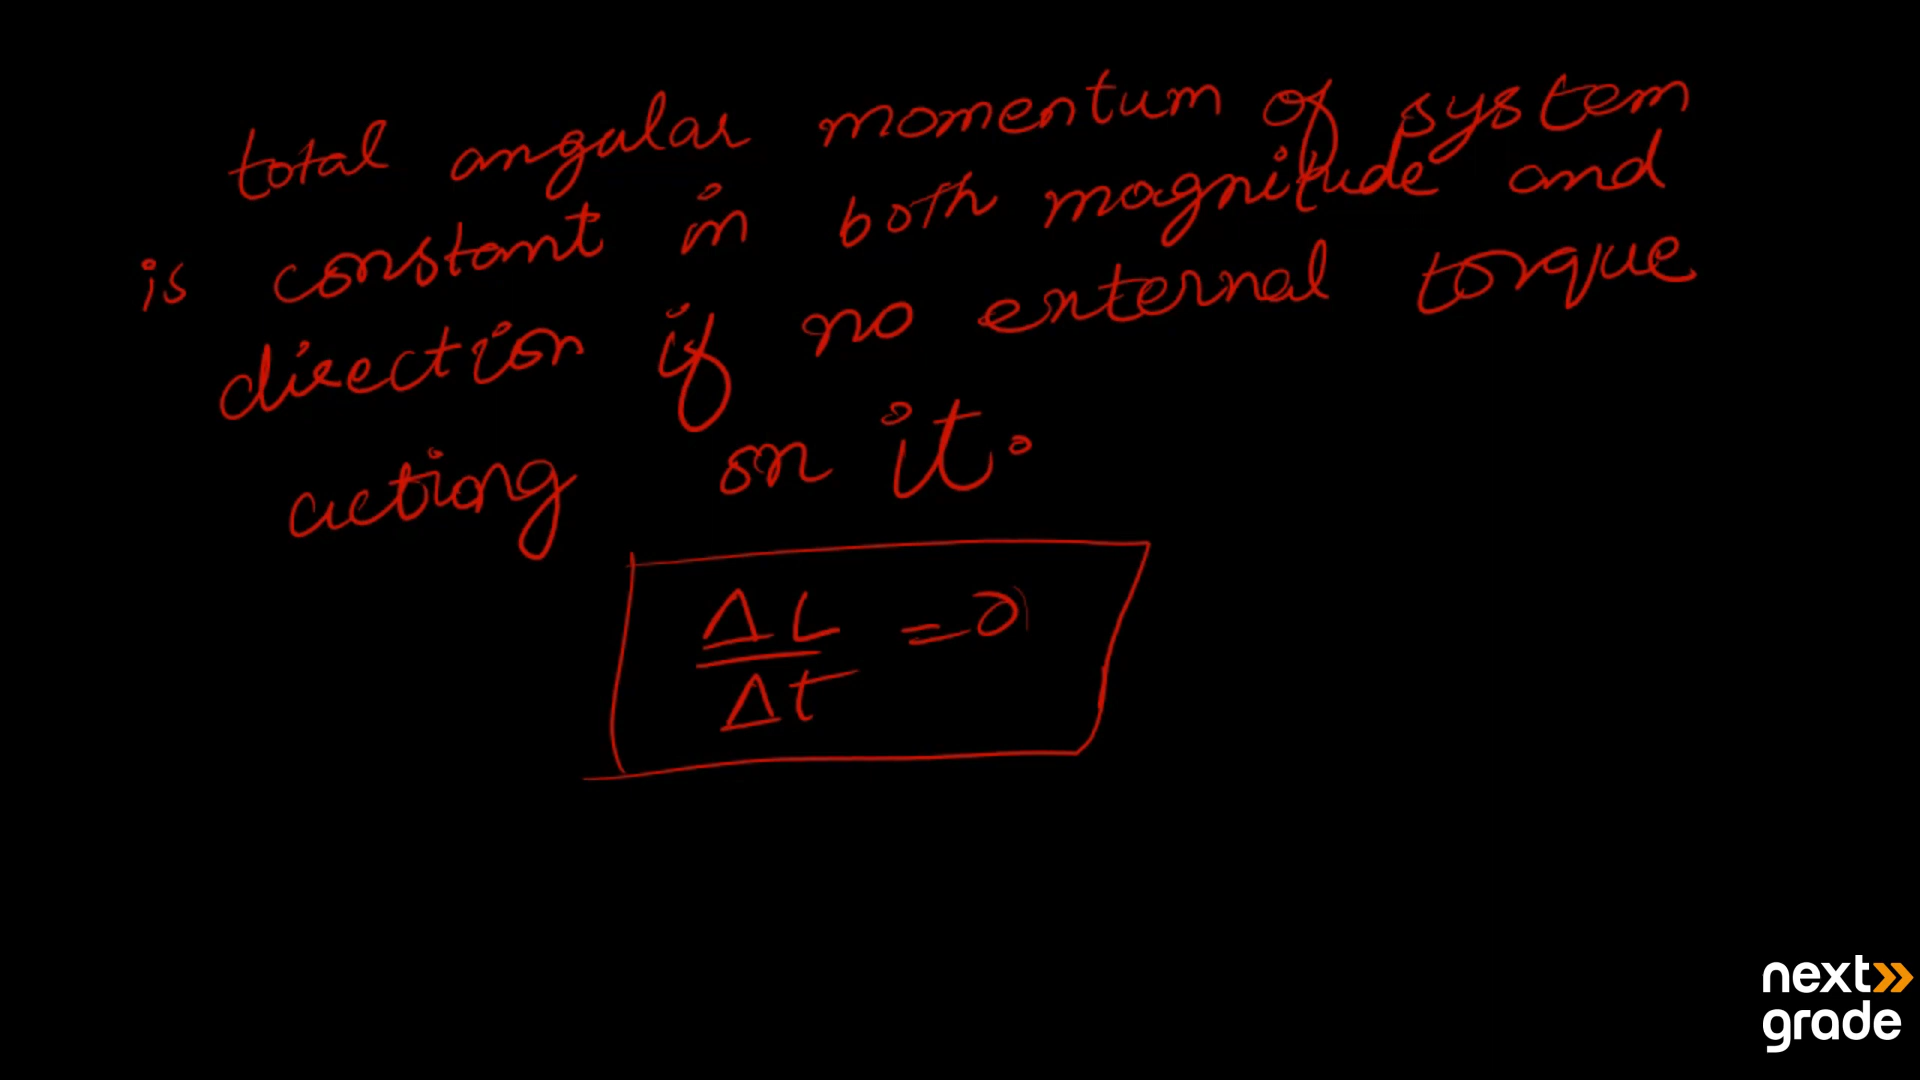 total angular momentum of system
is constant in both magnitude and
direction if no external torque
acting on it.
ΔL
Δt
=0
next
grade